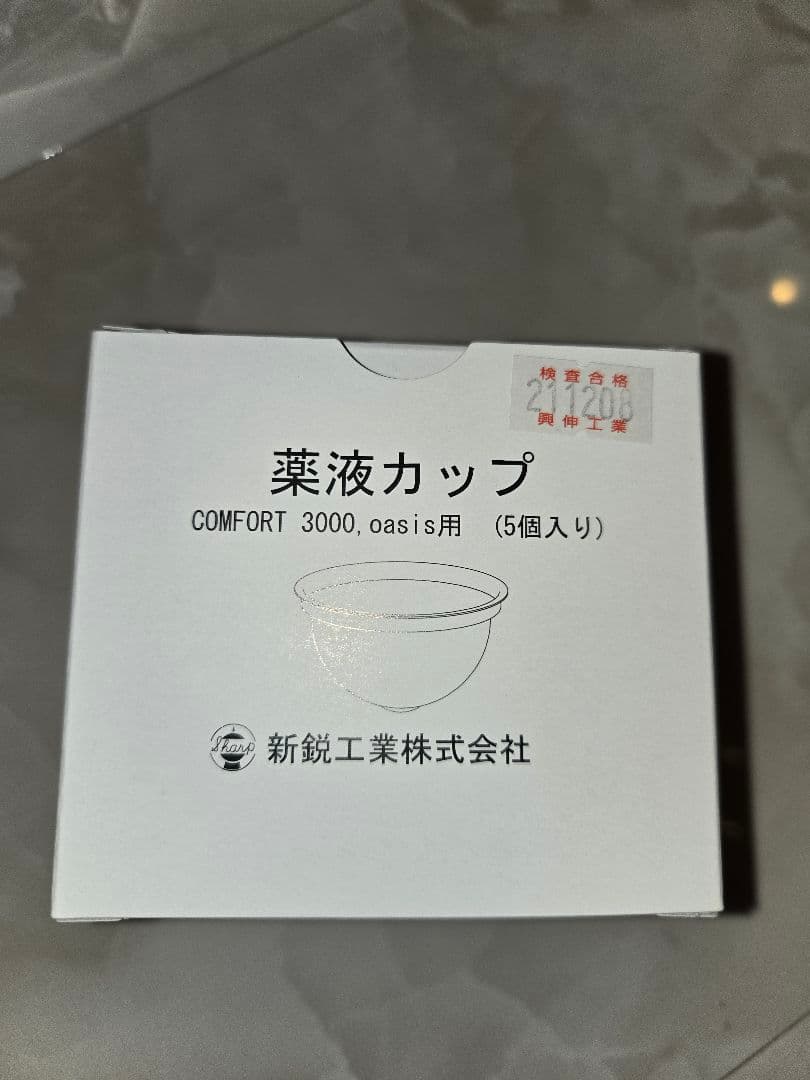 検査合格
211208
興伸工業
薬液カップ
COMFORT 3000,oasis用 (5個入り)
Sharp 新鋭工業株式会社